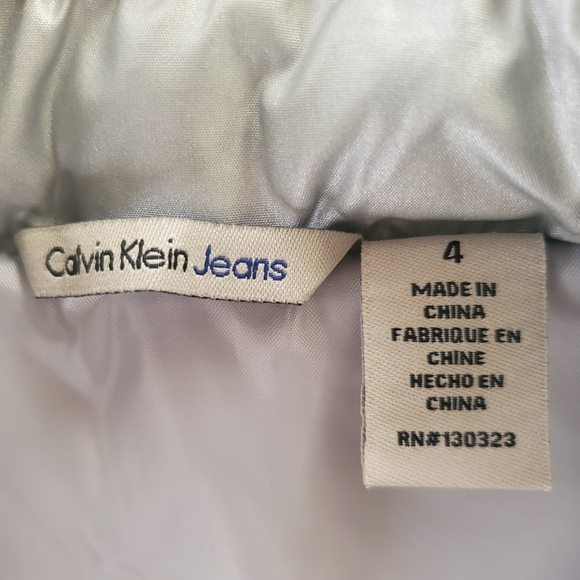 Calvin Klein Jeans
4
MADE IN
CHINA
FABRIQUE EN
CHINE
HECHO EN
CHINA
RN#130323